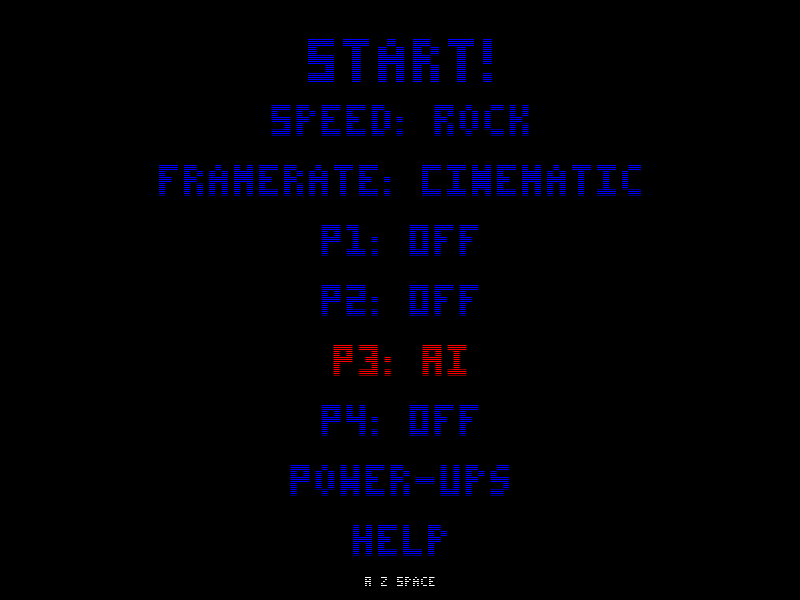 START!
SPEED: ROCK
FRAMERATE: CINEMATIC
P1: OFF
P2: OFF
P3: AI
P4: OFF
POWER-UPS
HELP
A Z SPACE